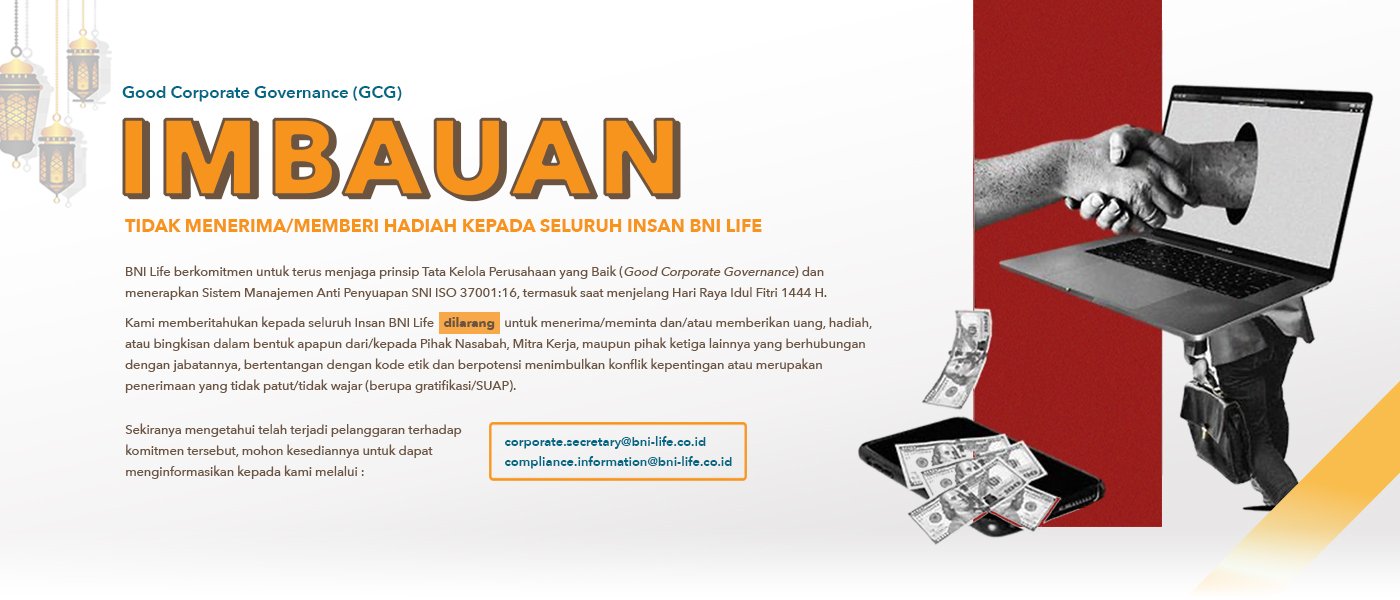 Good Corporate Governance (GCG)
IMBAUAN
TIDAK MENERIMA/MEMBERI HADIAH KEPADA SELURUH INSAN BNI LIFE
BNI Life berkomitmen untuk terus menjaga prinsip Tata Kelola Perusahaan yang Baik (Good Corporate Governance) dan
menerapkan Sistem Manajemen Anti Penyuapan SNI ISO 37001:16, termasuk saat menjelang Hari Raya Idul Fitri 1444 H.
Kami memberitahukan kepada seluruh Insan BNI Life dilarang untuk menerima/meminta dan/atau memberikan uang, hadiah,
atau bingkisan dalam bentuk apapun dari/kepada Pihak Nasabah, Mitra Kerja, maupun pihak ketiga lainnya yang berhubungan
dengan jabatannya, bertentangan dengan kode etik dan berpotensi menimbulkan konflik kepentingan atau merupakan
penerimaan yang tidak patut/tidak wajar (berupa gratifikasi/SUAP).
Sekiranya mengetahui telah terjadi pelanggaran terhadap
komitmen tersebut, mohon kesediannya untuk dapat
menginformasikan kepada kami melalui :
corporate.secretary@bni-life.co.id
compliance.information@bni-life.co.id